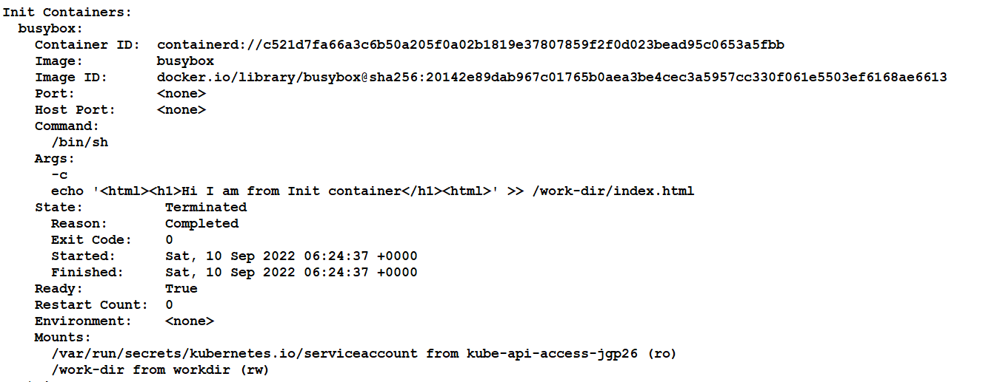 Init Containers:
  busybox:
    Container ID:  containerd://c521d7fa66a3c6b50a205f0a02b1819e37807859f2f0d023bead95c0653a5fbb
    Image:         busybox
    Image ID:      docker.io/library/busybox@sha256:20142e89dab967c01765b0aea3be4cec3a5957cc330f061e5503ef6168ae6613
    Port:          <none>
    Host Port:     <none>
    Command:
      /bin/sh
    Args:
      -c
      echo '<html><h1>Hi I am from Init container</h1><html>' >> /work-dir/index.html
    State:          Terminated
      Reason:       Completed
      Exit Code:    0
      Started:      Sat, 10 Sep 2022 06:24:37 +0000
      Finished:     Sat, 10 Sep 2022 06:24:37 +0000
    Ready:          True
    Restart Count:  0
    Environment:    <none>
    Mounts:
      /var/run/secrets/kubernetes.io/serviceaccount from kube-api-access-jgp26 (ro)
      /work-dir from workdir (rw)